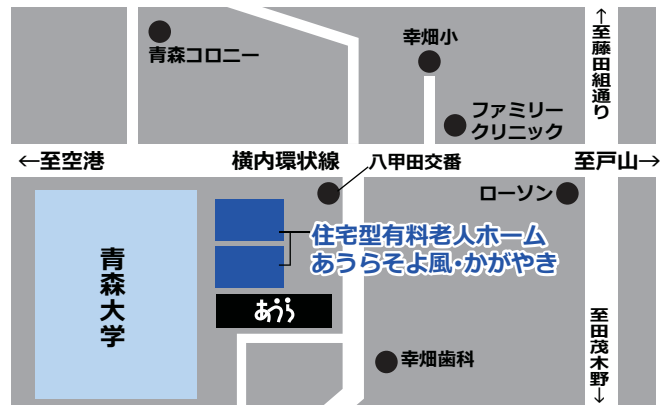 青森コロニー
幸畑小
↑至藤田組通り
ファミリー
クリニック
←至空港
横内環状線
八甲田交番
至戸山→
ローソン
住宅型有料老人ホーム
あうらそよ風・かがやき
青森大学
あうら
幸畑歯科
至田茂木野↓